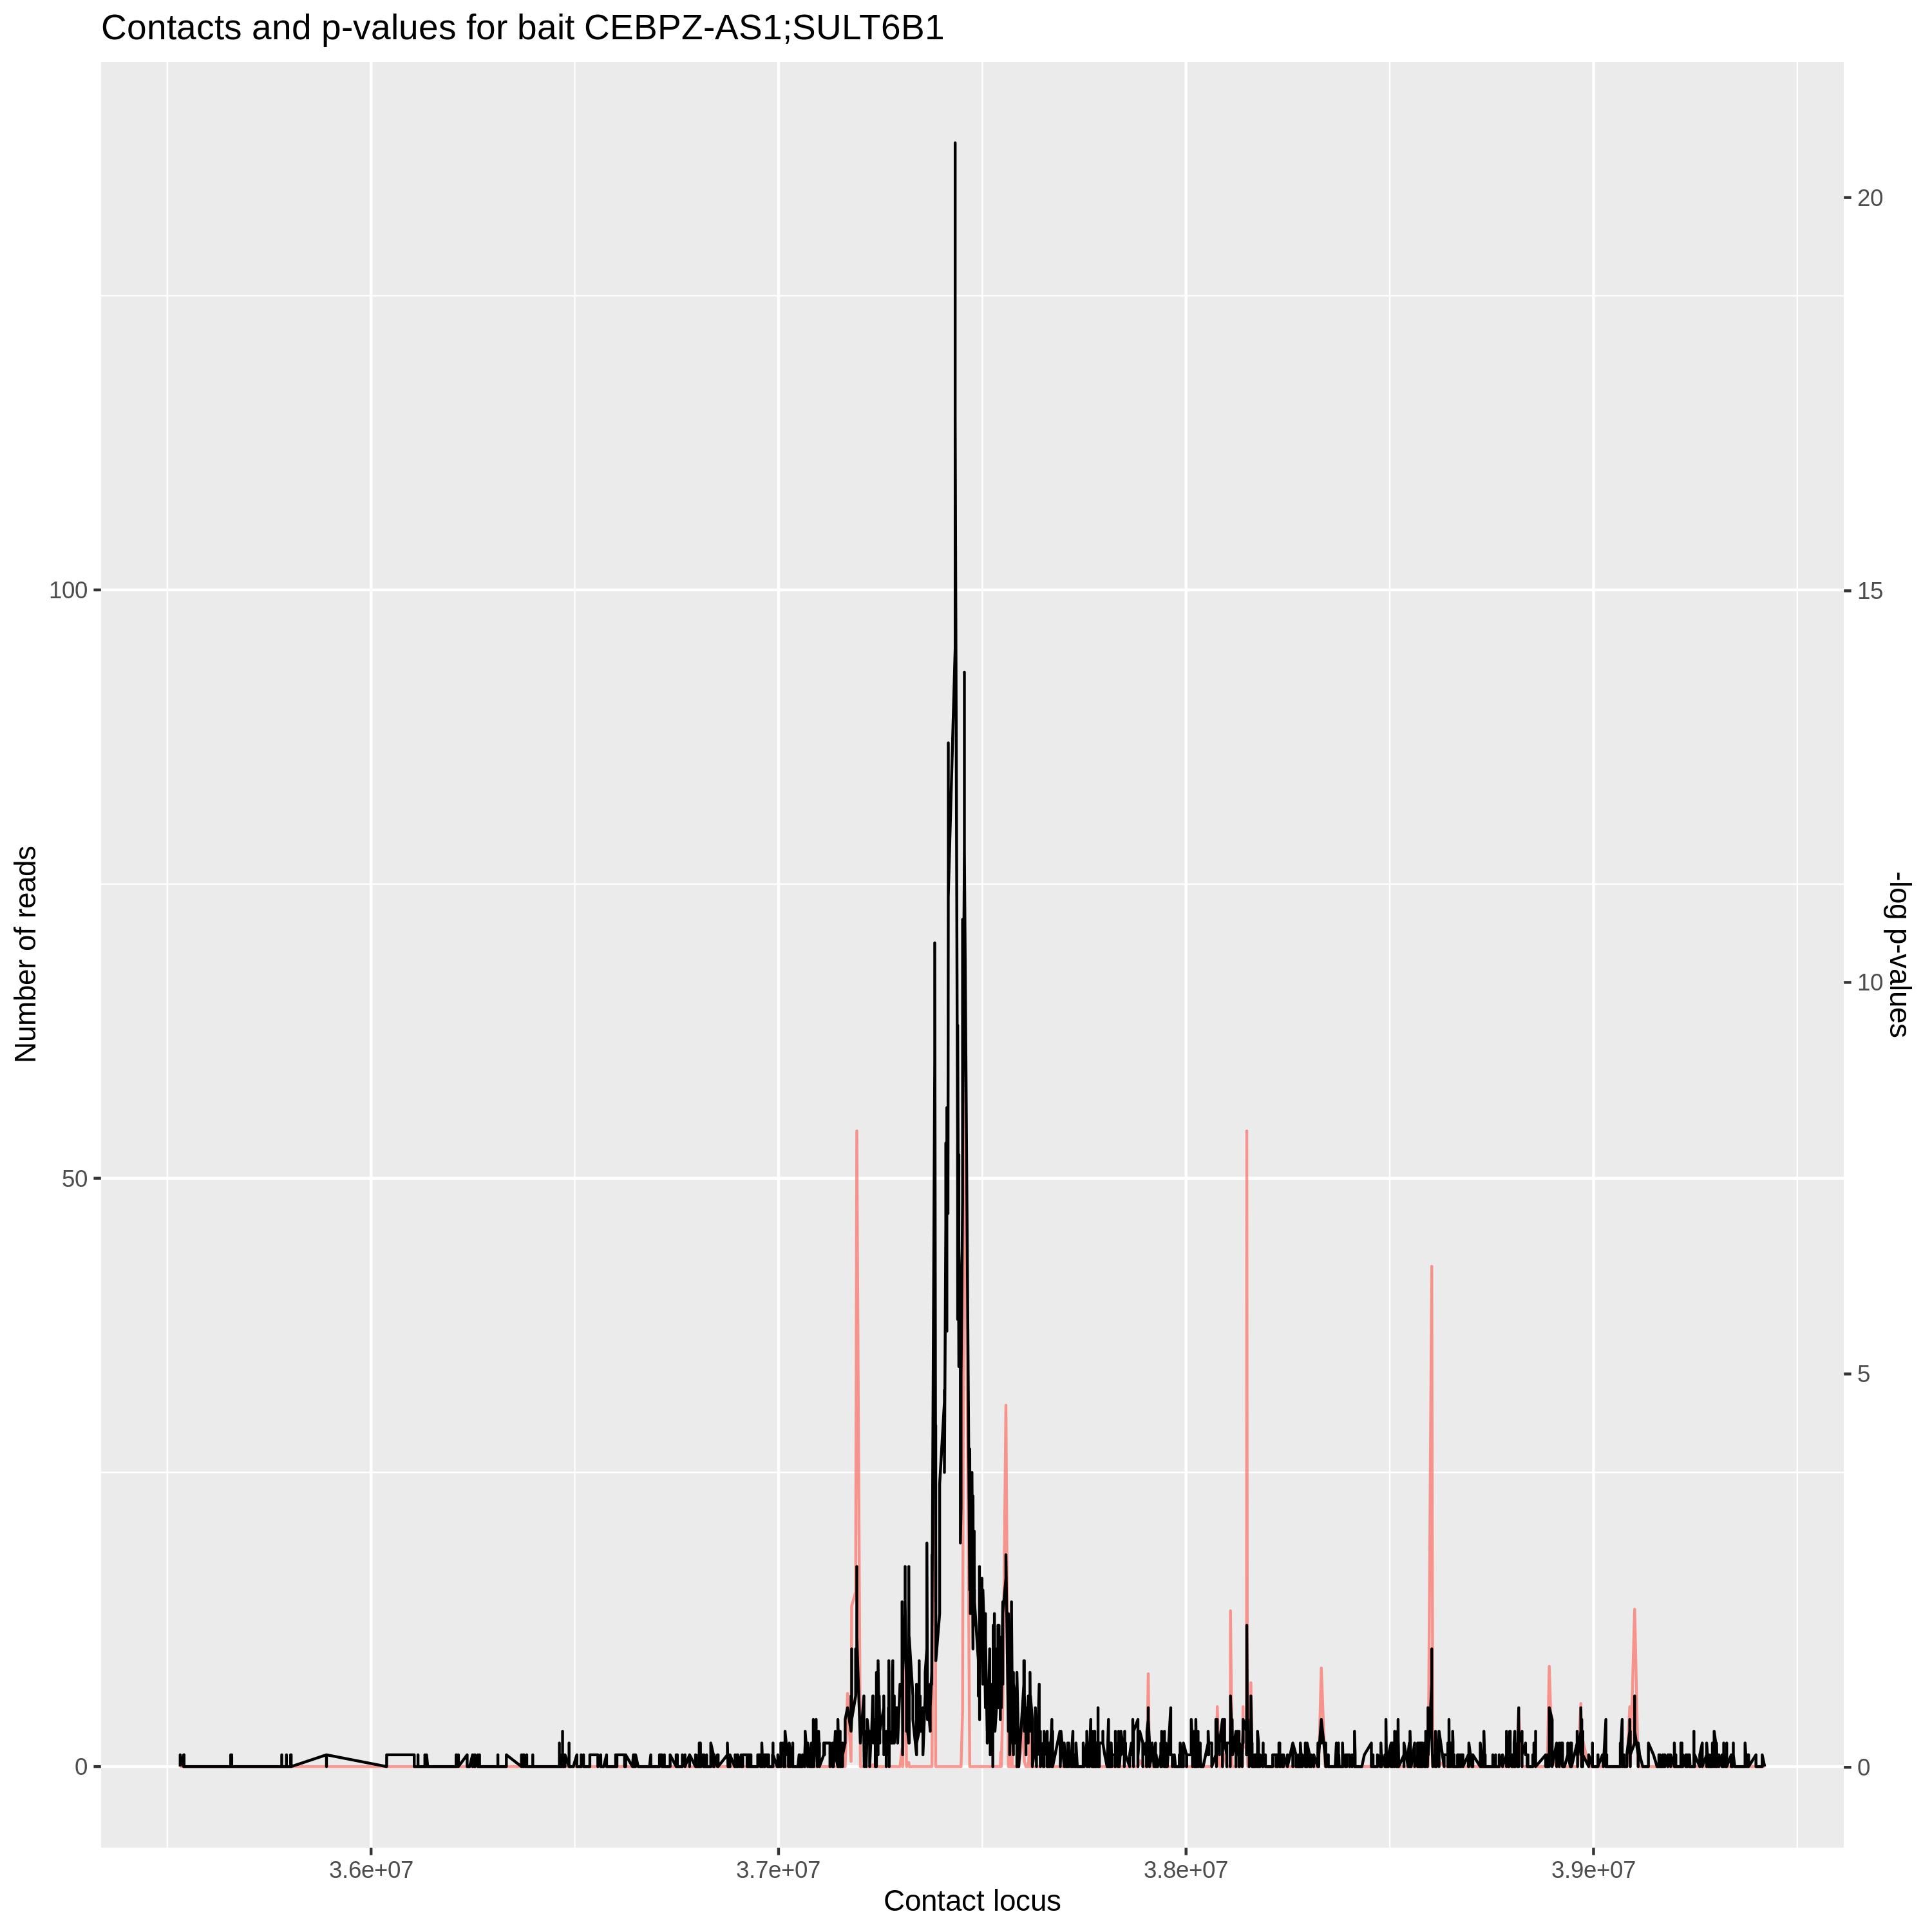 Contacts and p-values for bait CEBPZ-AS1;SULT6B1
Number of reads
100
50
0
20
15
10
5
0
-log p-values
3.6e+07
3.7e+07
3.8e+07
3.9e+07
Contact locus